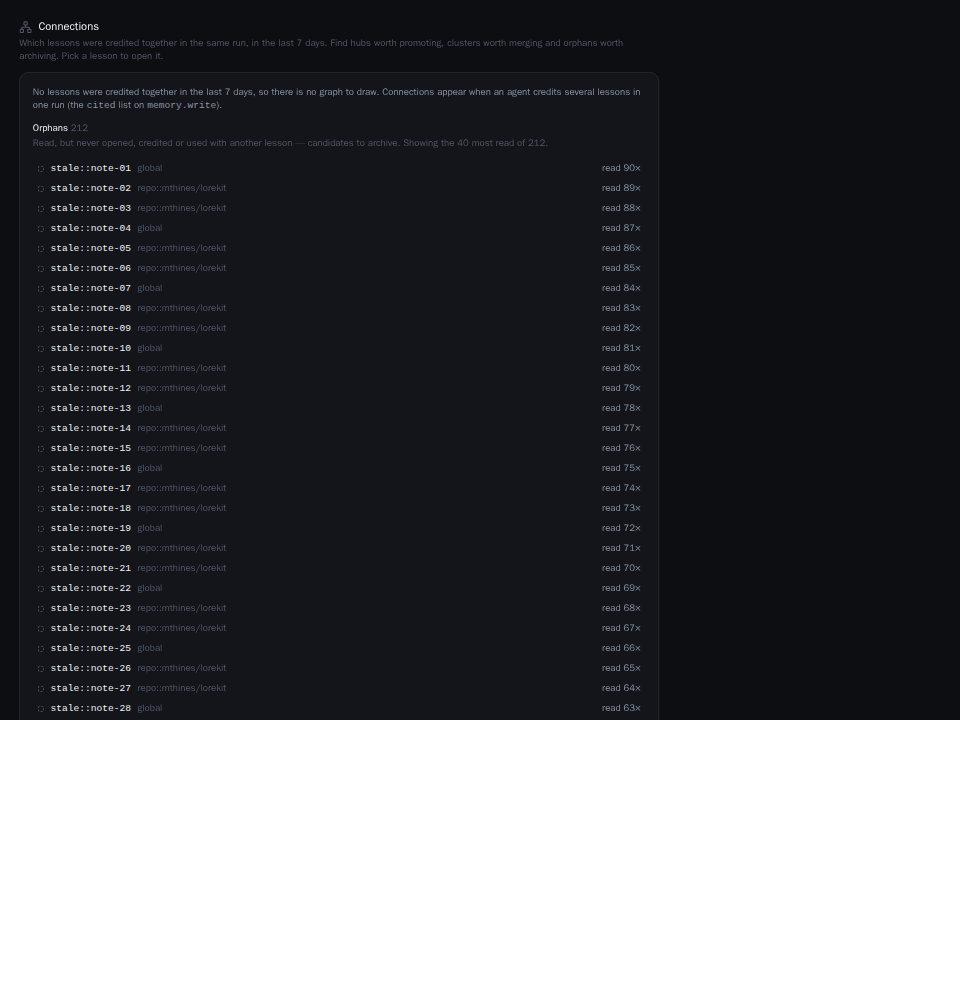 Connections
Which lessons were credited together in the same run, in the last 7 days. Find hubs worth promoting, clusters worth merging and orphans worth
archiving. Pick a lesson to open it.
No lessons were credited together in the last 7 days, so there is no graph to draw. Connections appear when an agent credits several lessons in
one run (the cited list on memory.write).
Orphans 212
Read, but never opened, credited or used with another lesson — candidates to archive. Showing the 40 most read of 212.
stale::note-01 global read 90×
stale::note-02 repo::mthines/lorekit read 89×
stale::note-03 repo::mthines/lorekit read 88×
stale::note-04 global read 87×
stale::note-05 repo::mthines/lorekit read 86×
stale::note-06 repo::mthines/lorekit read 85×
stale::note-07 global read 84×
stale::note-08 repo::mthines/lorekit read 83×
stale::note-09 repo::mthines/lorekit read 82×
stale::note-10 global read 81×
stale::note-11 repo::mthines/lorekit read 80×
stale::note-12 repo::mthines/lorekit read 79×
stale::note-13 global read 78×
stale::note-14 repo::mthines/lorekit read 77×
stale::note-15 repo::mthines/lorekit read 76×
stale::note-16 global read 75×
stale::note-17 repo::mthines/lorekit read 74×
stale::note-18 repo::mthines/lorekit read 73×
stale::note-19 global read 72×
stale::note-20 repo::mthines/lorekit read 71×
stale::note-21 repo::mthines/lorekit read 70×
stale::note-22 global read 69×
stale::note-23 repo::mthines/lorekit read 68×
stale::note-24 repo::mthines/lorekit read 67×
stale::note-25 global read 66×
stale::note-26 repo::mthines/lorekit read 65×
stale::note-27 repo::mthines/lorekit read 64×
stale::note-28 global read 63×